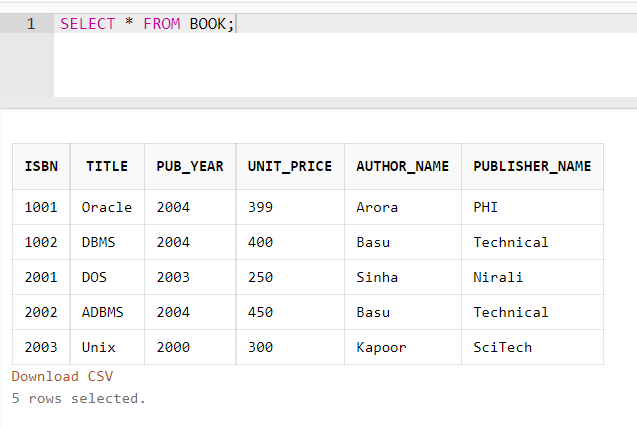 1 SELECT * FROM BOOK;
ISBN TITLE PUB_YEAR UNIT_PRICE AUTHOR_NAME PUBLISHER_NAME
1001 Oracle 2004 399 Arora PHI
1002 DBMS 2004 400 Basu Technical
2001 DOS 2003 250 Sinha Nirali
2002 ADBMS 2004 450 Basu Technical
2003 Unix 2000 300 Kapoor SciTech
Download CSV
5 rows selected.